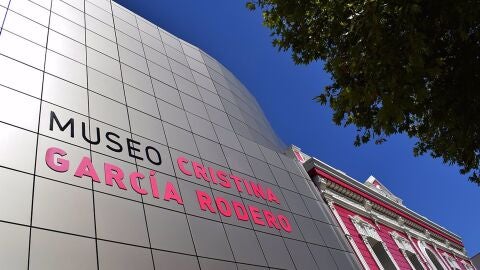 MUSEO CRISTINA
GARCÍA RODERO